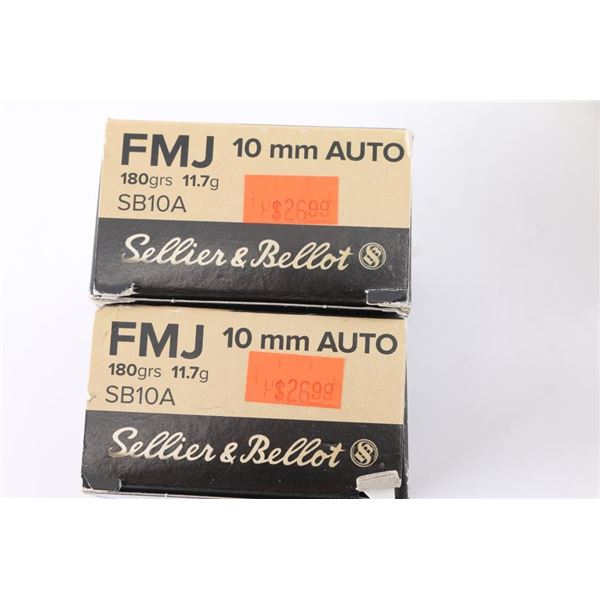 FMJ 10 mm AUTO
180grs 11.7g
$26.99
SB10A
Sellier & Bellot
FMJ 10 mm AUTO
180grs 11.7g
$26.99
SB10A
Sellier & Bellot